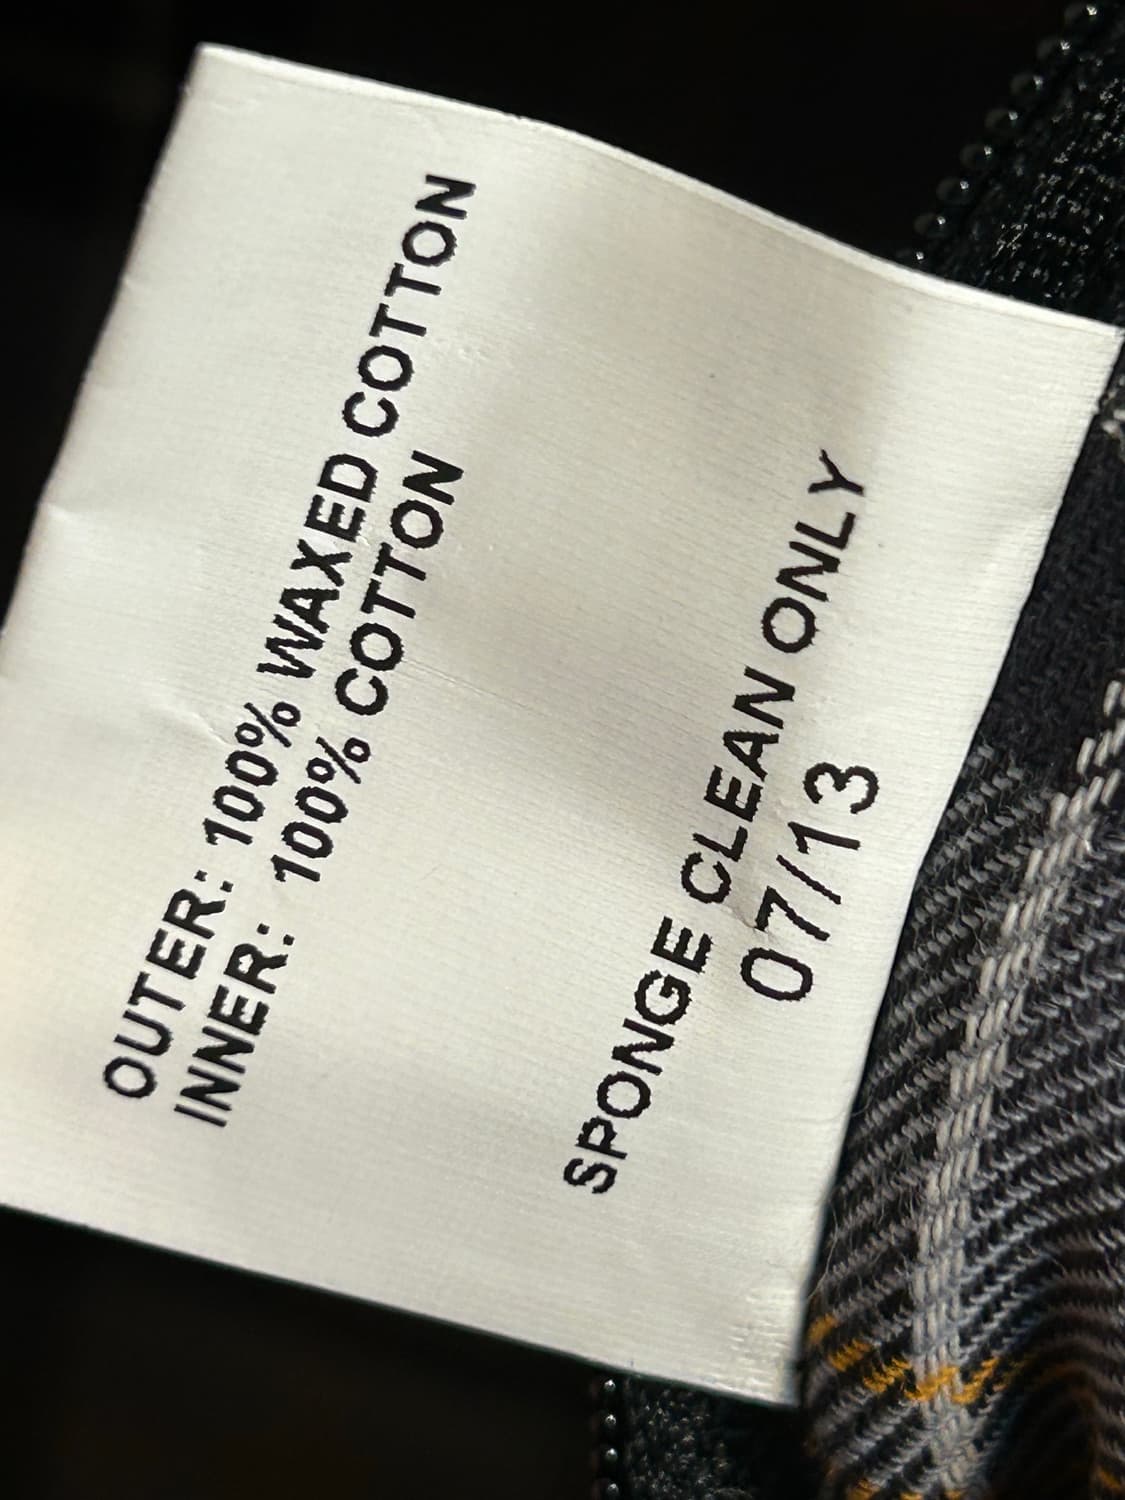 OUTER: 100% WAXED COTTON
INNER: 100% COTTON
SPONGE CLEAN ONLY
07/13